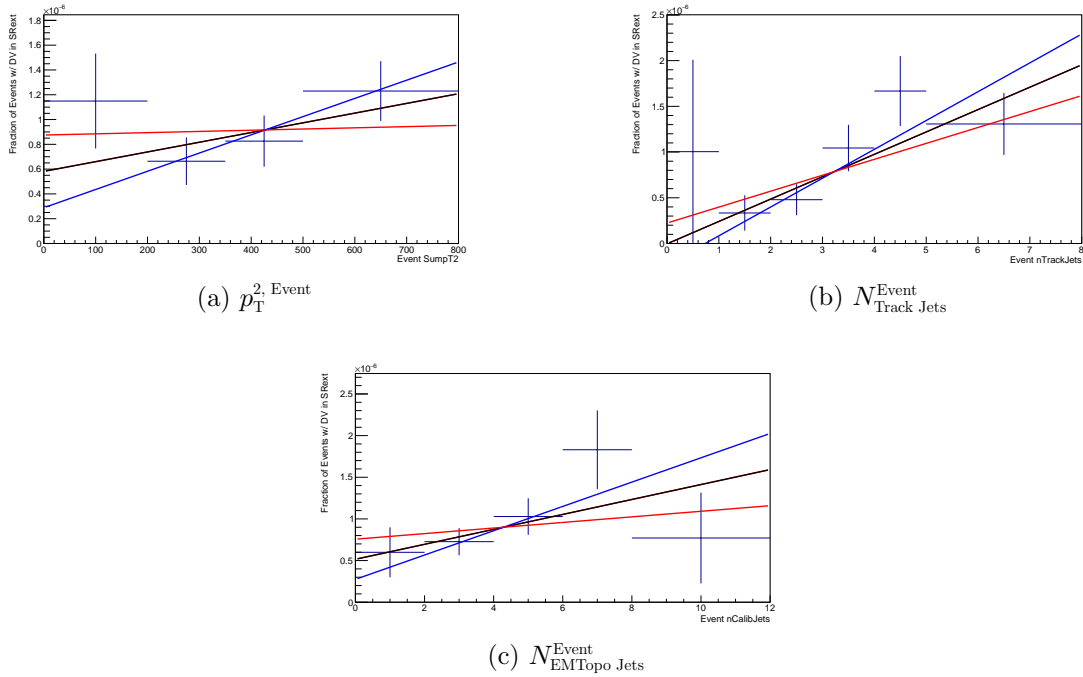 ×10⁻⁶
Fraction of Events w/ DV in SRext
1.8
1.6
1.4
1.2
1
0.8
0.6
0.4
0.2
0
0 100 200 300 400 500 600 700 800
Event SumpT2
(a) p_T^{2, Event}
×10⁻⁶
Fraction of Events w/ DV in SRext
2.5
2
1.5
1
0.5
0
0 1 2 3 4 5 6 7 8
Event nTrackJets
(b) N_{Track Jets}^{Event}
×10⁻⁶
Fraction of Events w/ DV in SRext
2.5
2
1.5
1
0.5
0
0 2 4 6 8 10 12
Event nCalibJets
(c) N_{EMTopo Jets}^{Event}